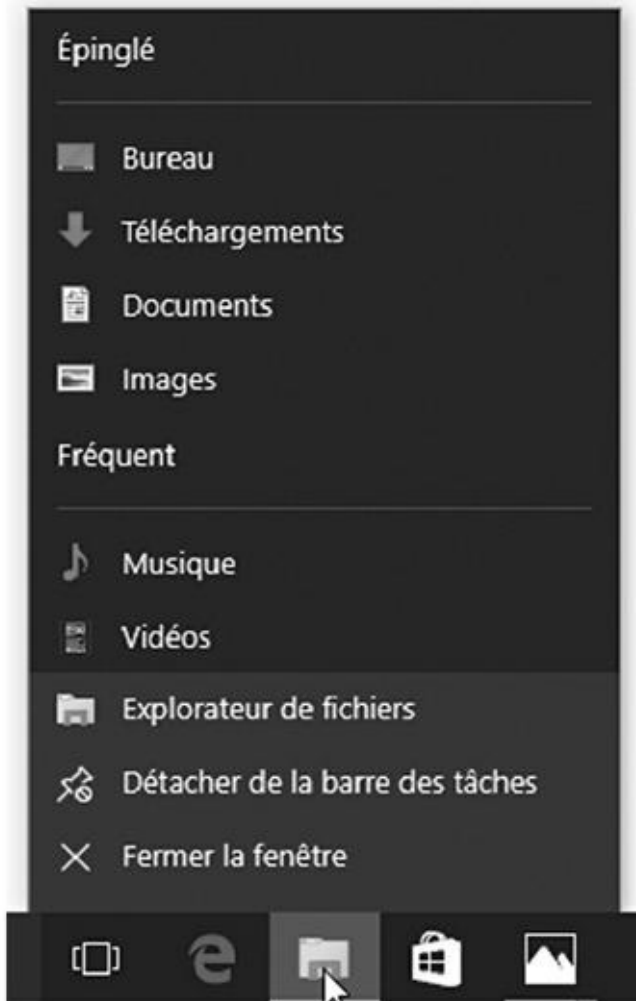 Épinglé
Bureau
Téléchargements
Documents
Images
Fréquent
Musique
Vidéos
Explorateur de fichiers
Détacher de la barre des tâches
Fermer la fenêtre